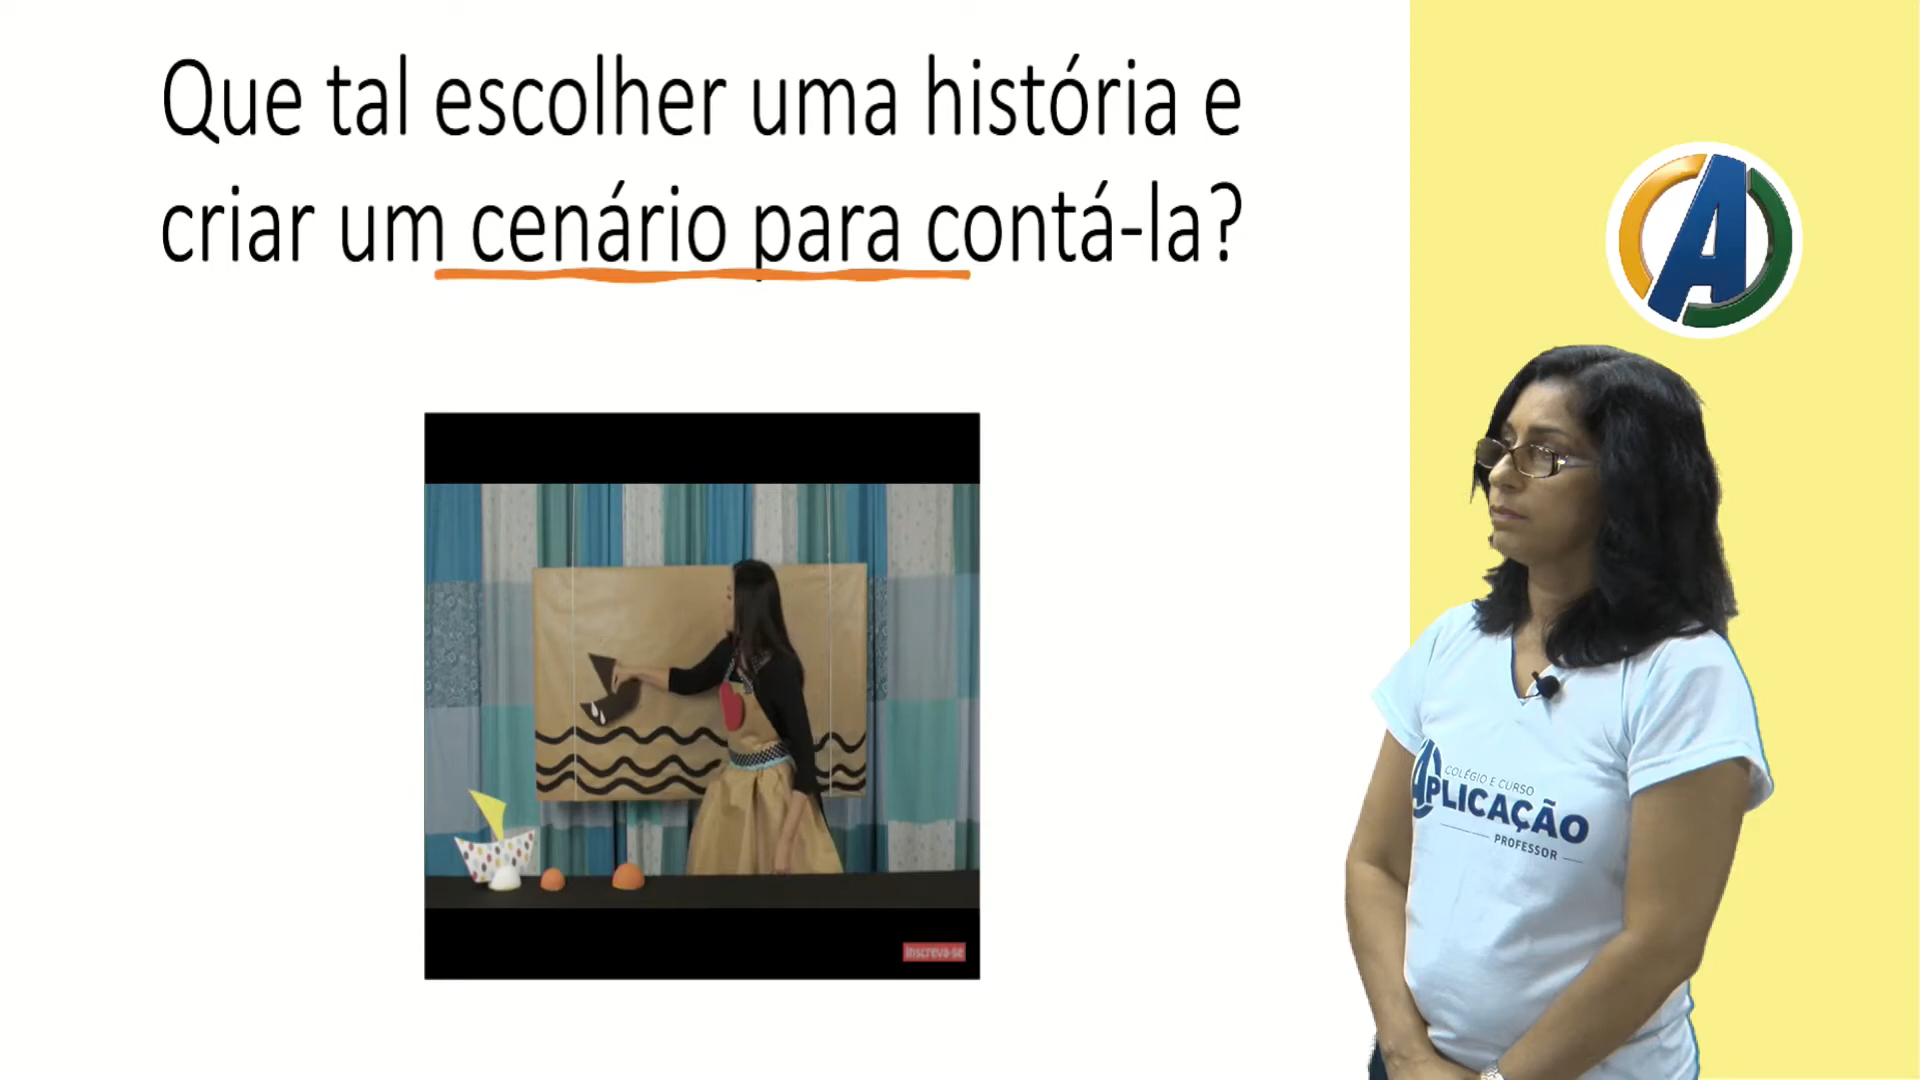 Que tal escolher uma história e
criar um cenário para contá-la?
A
COLÉGIO E CURSO
APLICAÇÃO
PROFESSOR
Inscreva-se